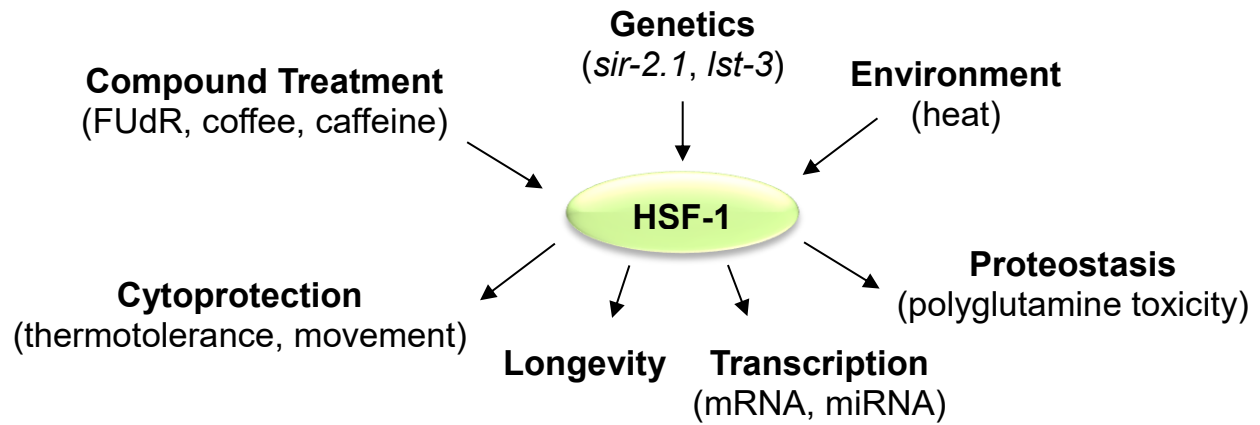 Genetics
(sir-2.1, lst-3)
Compound Treatment
(FUdR, coffee, caffeine)
Environment
(heat)
HSF-1
Cytoprotection
(thermotolerance, movement)
Longevity
Transcription
(mRNA, miRNA)
Proteostasis
(polyglutamine toxicity)